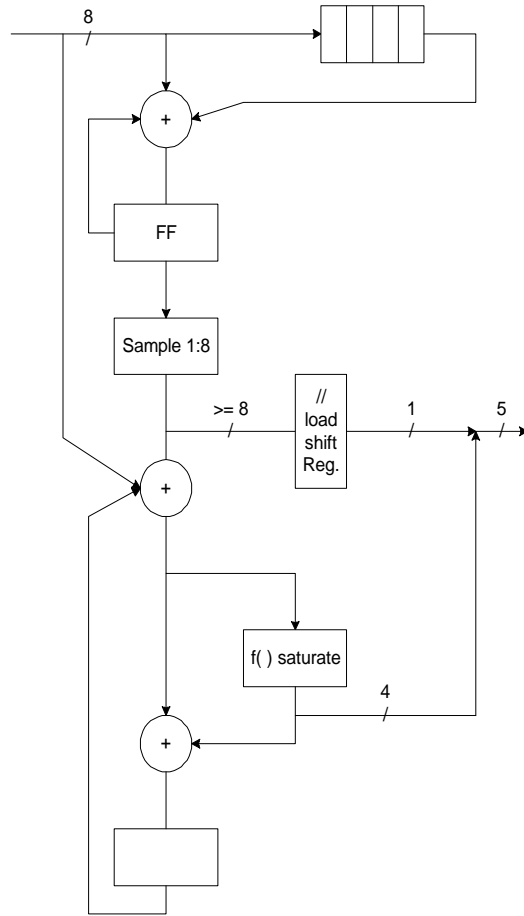 8
+
FF
Sample 1:8
>= 8
//
load
shift
Reg.
1
5
+
f( ) saturate
4
+